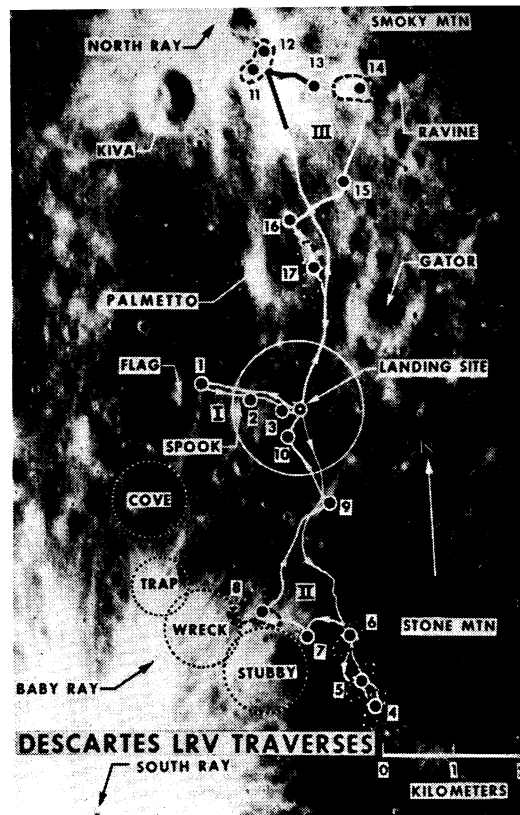 SMOKY MTN
NORTH RAY
12
13
14
11
III
KIVA
RAVINE
15
16
17
GATOR
PALMETTO
FLAG
1
LANDING SITE
I
2
3
SPOOK
10
N
COVE
9
TRAP
8
II
WRECK
6
STONE MTN
7
STUBBY
BABY RAY
5
4
DESCARTES LRV TRAVERSES
SOUTH RAY
0 1 2
KILOMETERS